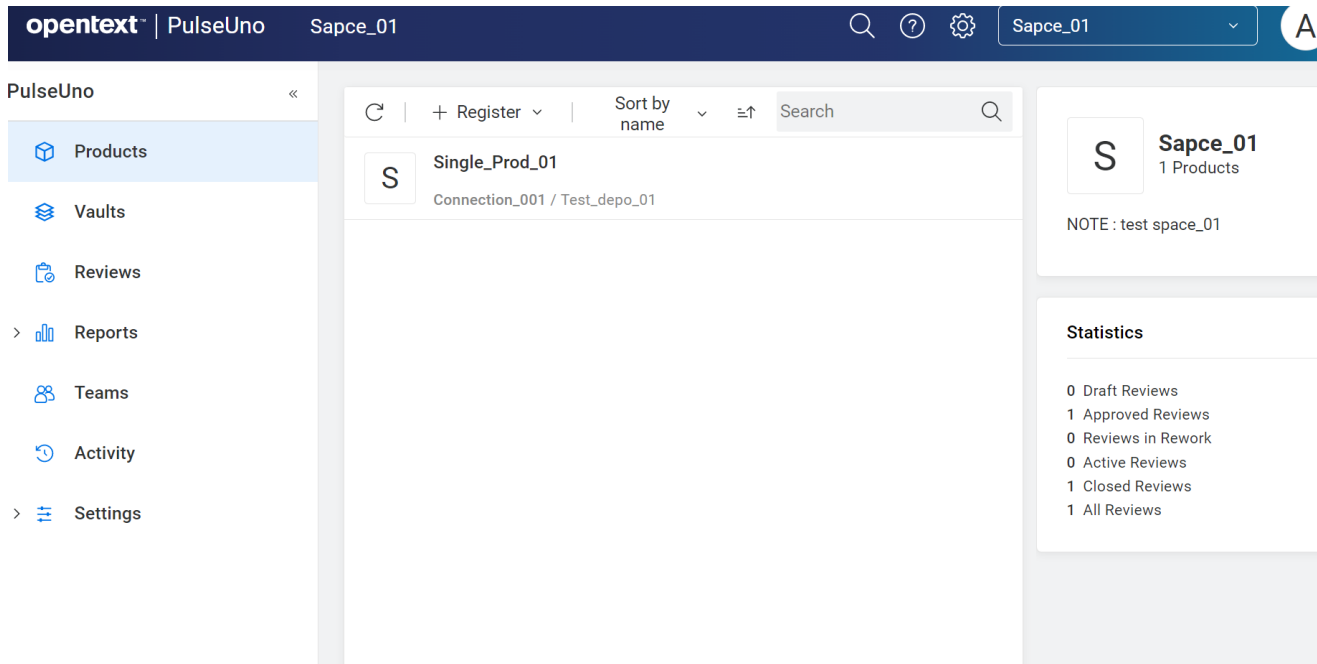 opentext™ | PulseUno Sapce_01 Sapce_01 A
PulseUno «
Products
Vaults
Reviews
Reports
Teams
Activity
Settings
+ Register
Sort by
name
Search
S
Single_Prod_01
Connection_001 / Test_depo_01
S
Sapce_01
1 Products
NOTE : test space_01
Statistics
0 Draft Reviews
1 Approved Reviews
0 Reviews in Rework
0 Active Reviews
1 Closed Reviews
1 All Reviews